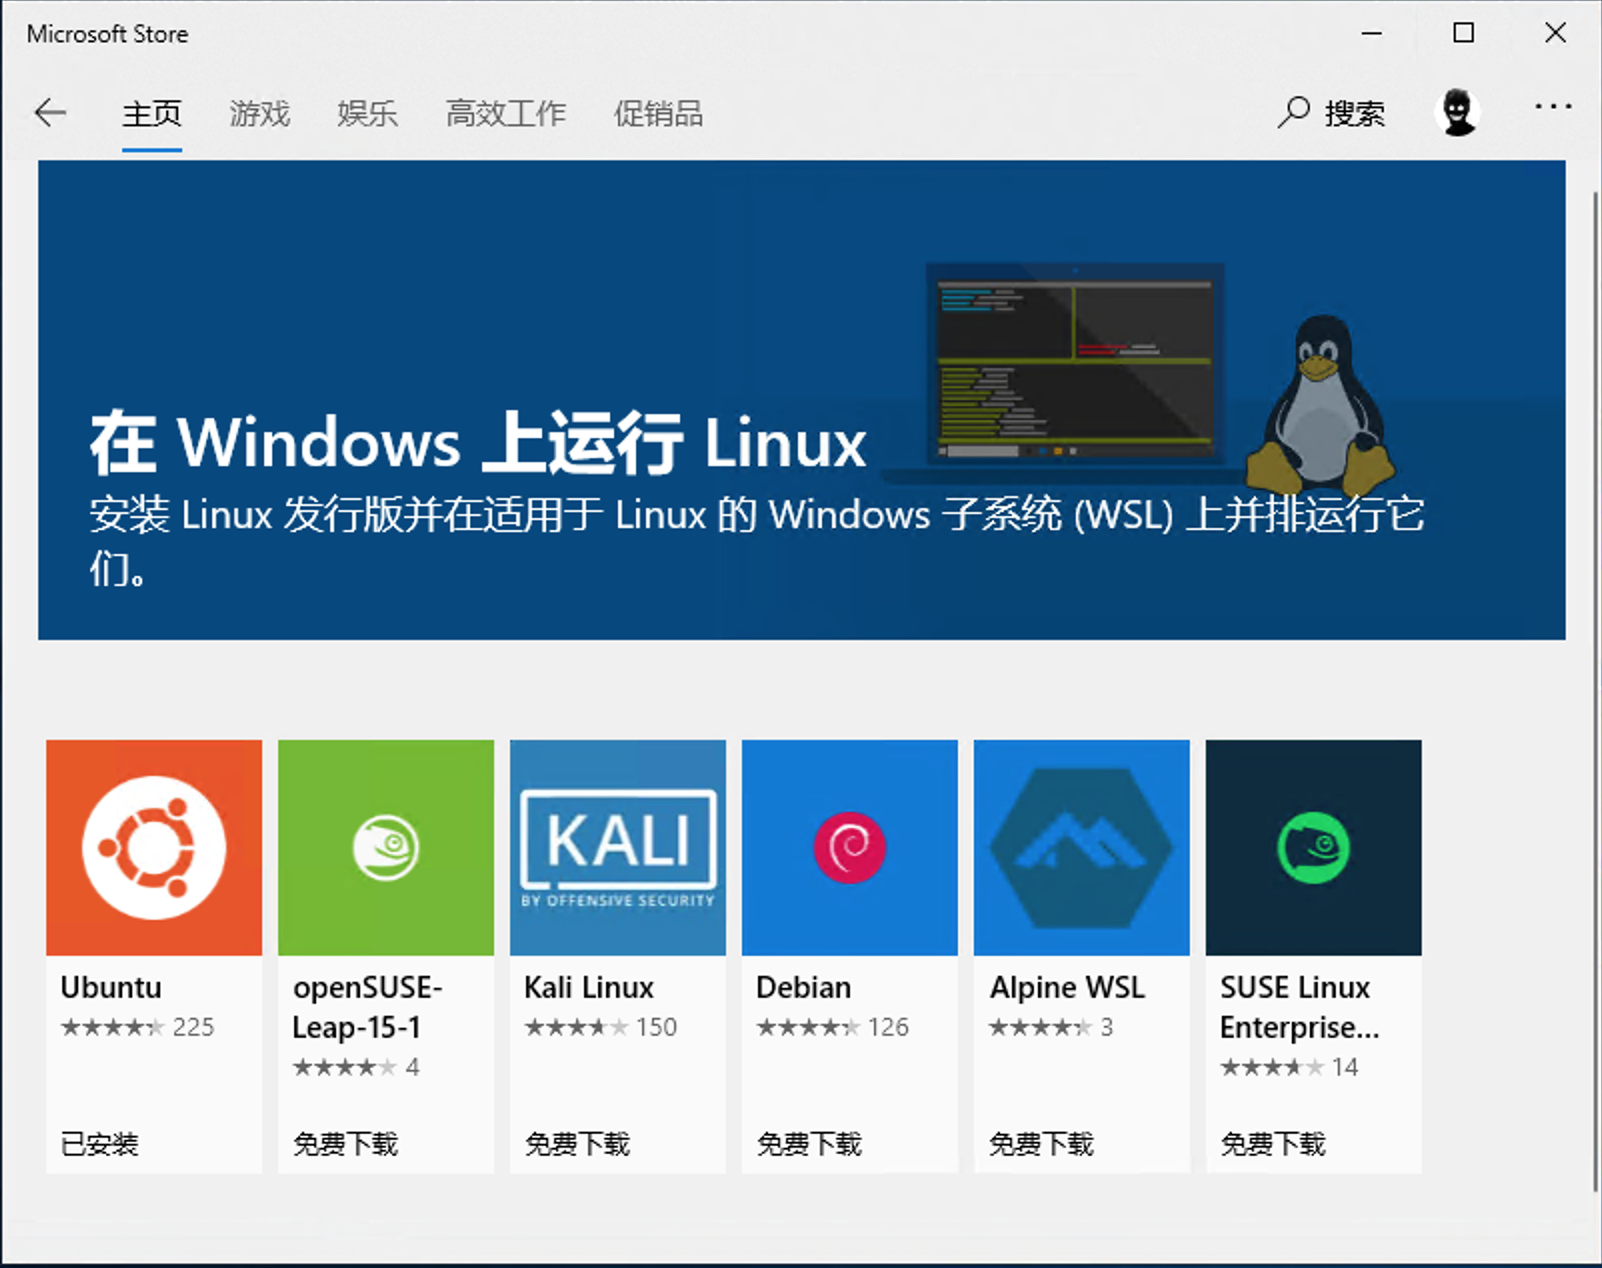 Microsoft Store
主页 游戏 娱乐 高效工作 促销品 搜索
在 Windows 上运行 Linux
安装 Linux 发行版并在适用于 Linux 的 Windows 子系统 (WSL) 上并排运行它
们。
KALI
BY OFFENSIVE SECURITY
Ubuntu
225
已安装
openSUSE-
Leap-15-1
4
免费下载
Kali Linux
150
免费下载
Debian
126
免费下载
Alpine WSL
3
免费下载
SUSE Linux
Enterprise...
14
免费下载